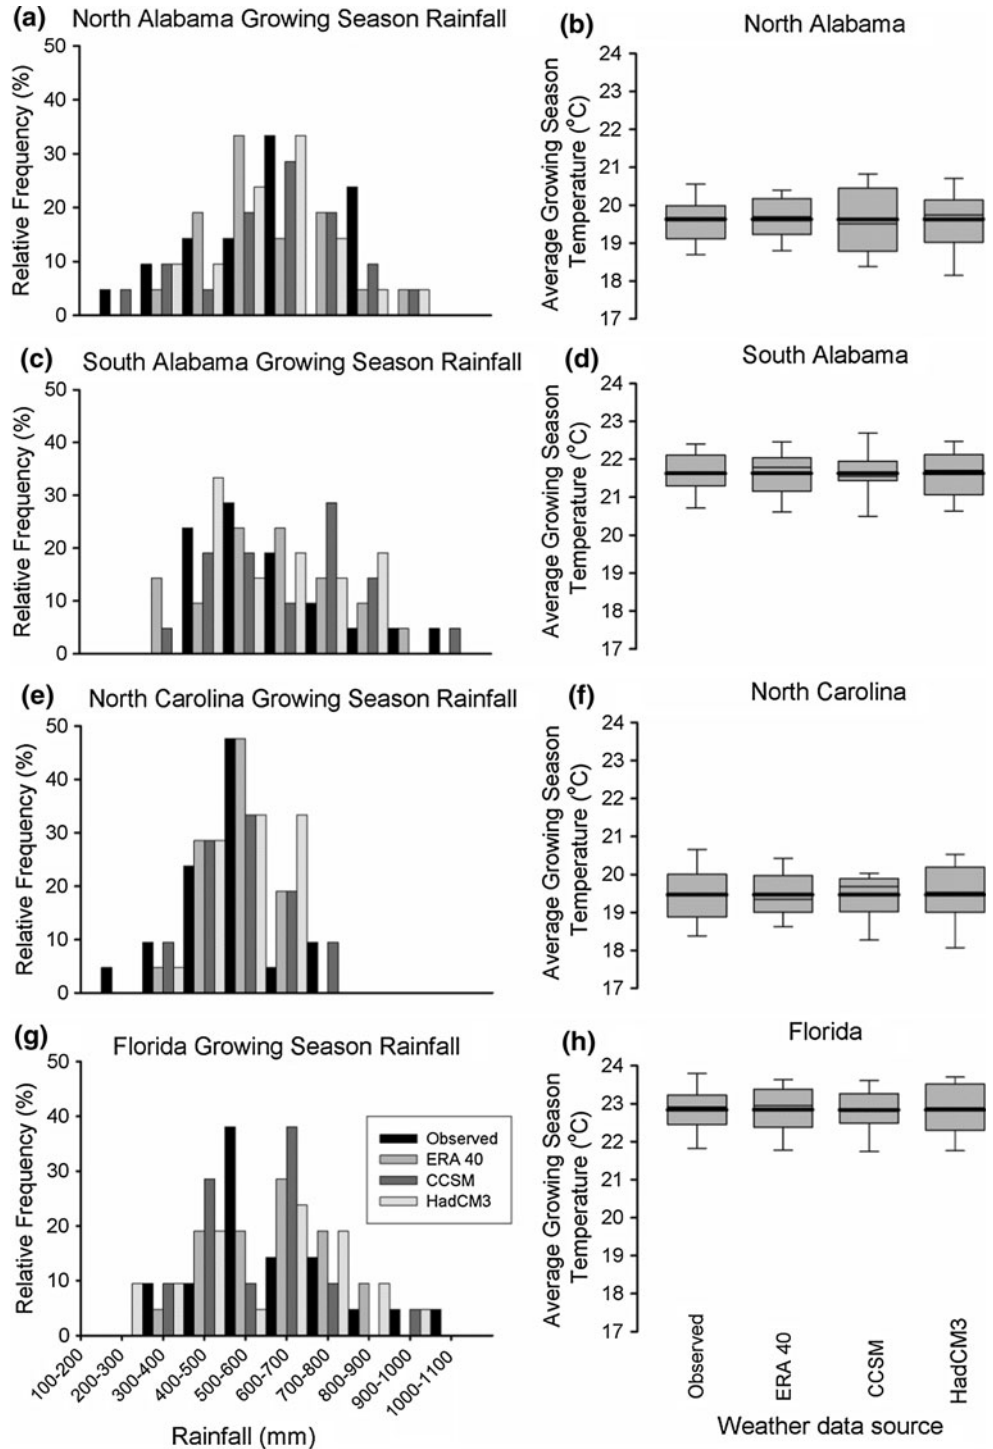 (a) North Alabama Growing Season Rainfall
Relative Frequency (%)
50
40
30
20
10
0
(b) North Alabama
Average Growing Season
Temperature (°C)
24
23
22
21
20
19
18
17
(c) South Alabama Growing Season Rainfall
Relative Frequency (%)
50
40
30
20
10
0
(d) South Alabama
Average Growing Season
Temperature (°C)
24
23
22
21
20
19
18
17
(e) North Carolina Growing Season Rainfall
Relative Frequency (%)
50
40
30
20
10
0
(f) North Carolina
Average Growing Season
Temperature (°C)
24
23
22
21
20
19
18
17
(g) Florida Growing Season Rainfall
Relative Frequency (%)
50
40
30
20
10
0
Observed
ERA 40
CCSM
HadCM3
100-200
200-300
300-400
400-500
500-600
600-700
700-800
800-900
900-1000
1000-1100
Rainfall (mm)
(h) Florida
Average Growing Season
Temperature (°C)
24
23
22
21
20
19
18
17
Observed
ERA 40
CCSM
HadCM3
Weather data source